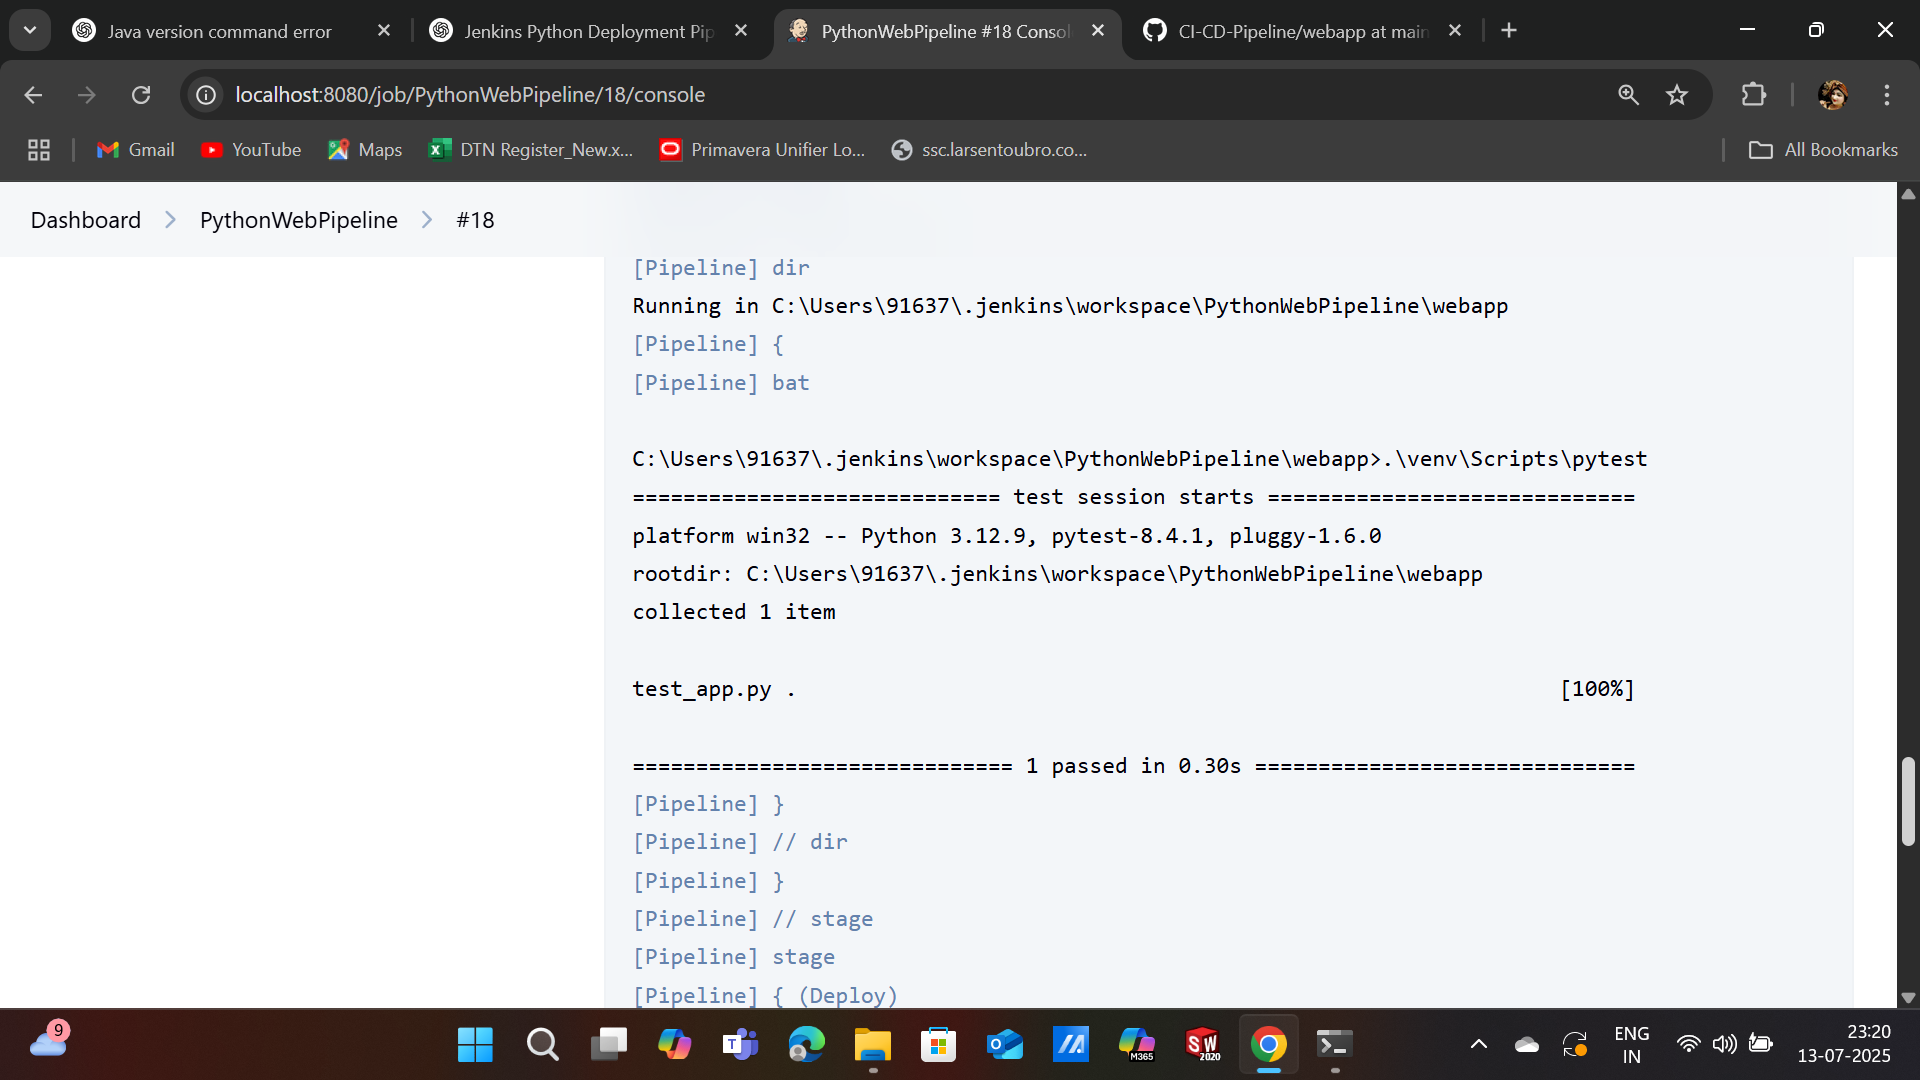 Java version command error
Jenkins Python Deployment Pip
PythonWebPipeline #18 Consol
CI-CD-Pipeline/webapp at main
localhost:8080/job/PythonWebPipeline/18/console
Gmail
YouTube
Maps
DTN Register_New.x...
Primavera Unifier Lo...
ssc.larsentoubro.co...
All Bookmarks
Dashboard
PythonWebPipeline
#18
[Pipeline] dir
Running in C:\Users\91637\.jenkins\workspace\PythonWebPipeline\webapp
[Pipeline] {
[Pipeline] bat
C:\Users\91637\.jenkins\workspace\PythonWebPipeline\webapp>.\venv\Scripts\pytest
============================= test session starts =============================
platform win32 -- Python 3.12.9, pytest-8.4.1, pluggy-1.6.0
rootdir: C:\Users\91637\.jenkins\workspace\PythonWebPipeline\webapp
collected 1 item
test_app.py . [100%]
============================== 1 passed in 0.30s ==============================
[Pipeline] }
[Pipeline] // dir
[Pipeline] }
[Pipeline] // stage
[Pipeline] stage
[Pipeline] { (Deploy)
9
M365
SW
2020
ENG
IN
23:20
13-07-2025